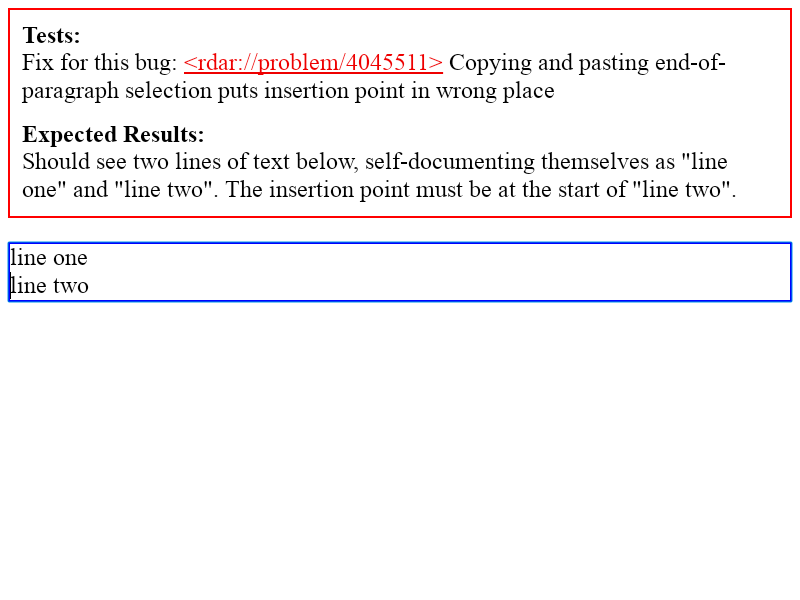 Tests:
Fix for this bug: <rdar://problem/4045511> Copying and pasting end-of-
paragraph selection puts insertion point in wrong place
Expected Results:
Should see two lines of text below, self-documenting themselves as "line
one" and "line two". The insertion point must be at the start of "line two".
line one
line two